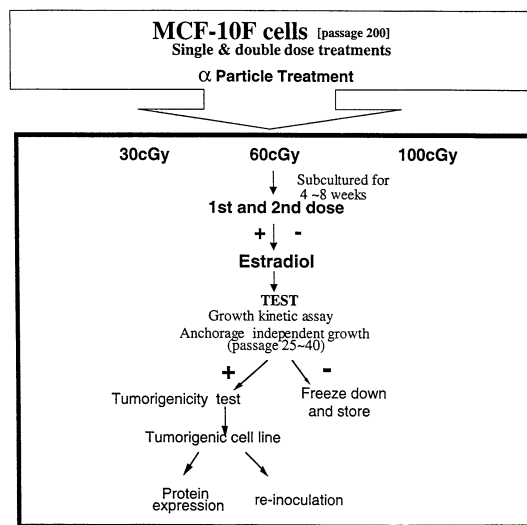 MCF-10F cells [passage 200]
Single & double dose treatments
α Particle Treatment
30cGy 60cGy 100cGy
Subcultured for
4 ~8 weeks
1st and 2nd dose
+ -
Estradiol
TEST
Growth kinetic assay
Anchorage independent growth
(passage 25~40)
+ -
Tumorigenicity test
Freeze down
and store
Tumorigenic cell line
Protein
expression
re-inoculation